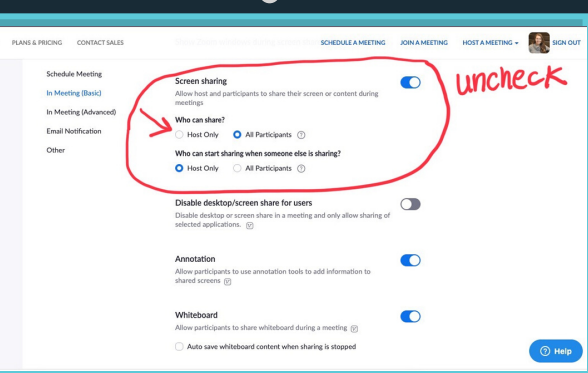 PLANS & PRICING CONTACT SALES SCHEDULE A MEETING JOIN A MEETING HOST A MEETING SIGN OUT
Schedule Meeting
In Meeting (Basic)
In Meeting (Advanced)
Email Notification
Other
Screen sharing
Allow host and participants to share their screen or content during
meetings
uncheck
Who can share?
Host Only All Participants
Who can start sharing when someone else is sharing?
Host Only All Participants
Disable desktop/screen share for users
Disable desktop or screen share in a meeting and only allow sharing of
selected applications.
Annotation
Allow participants to use annotation tools to add information to
shared screens
Whiteboard
Allow participants to share whiteboard during a meeting
Auto save whiteboard content when sharing is stopped
Help